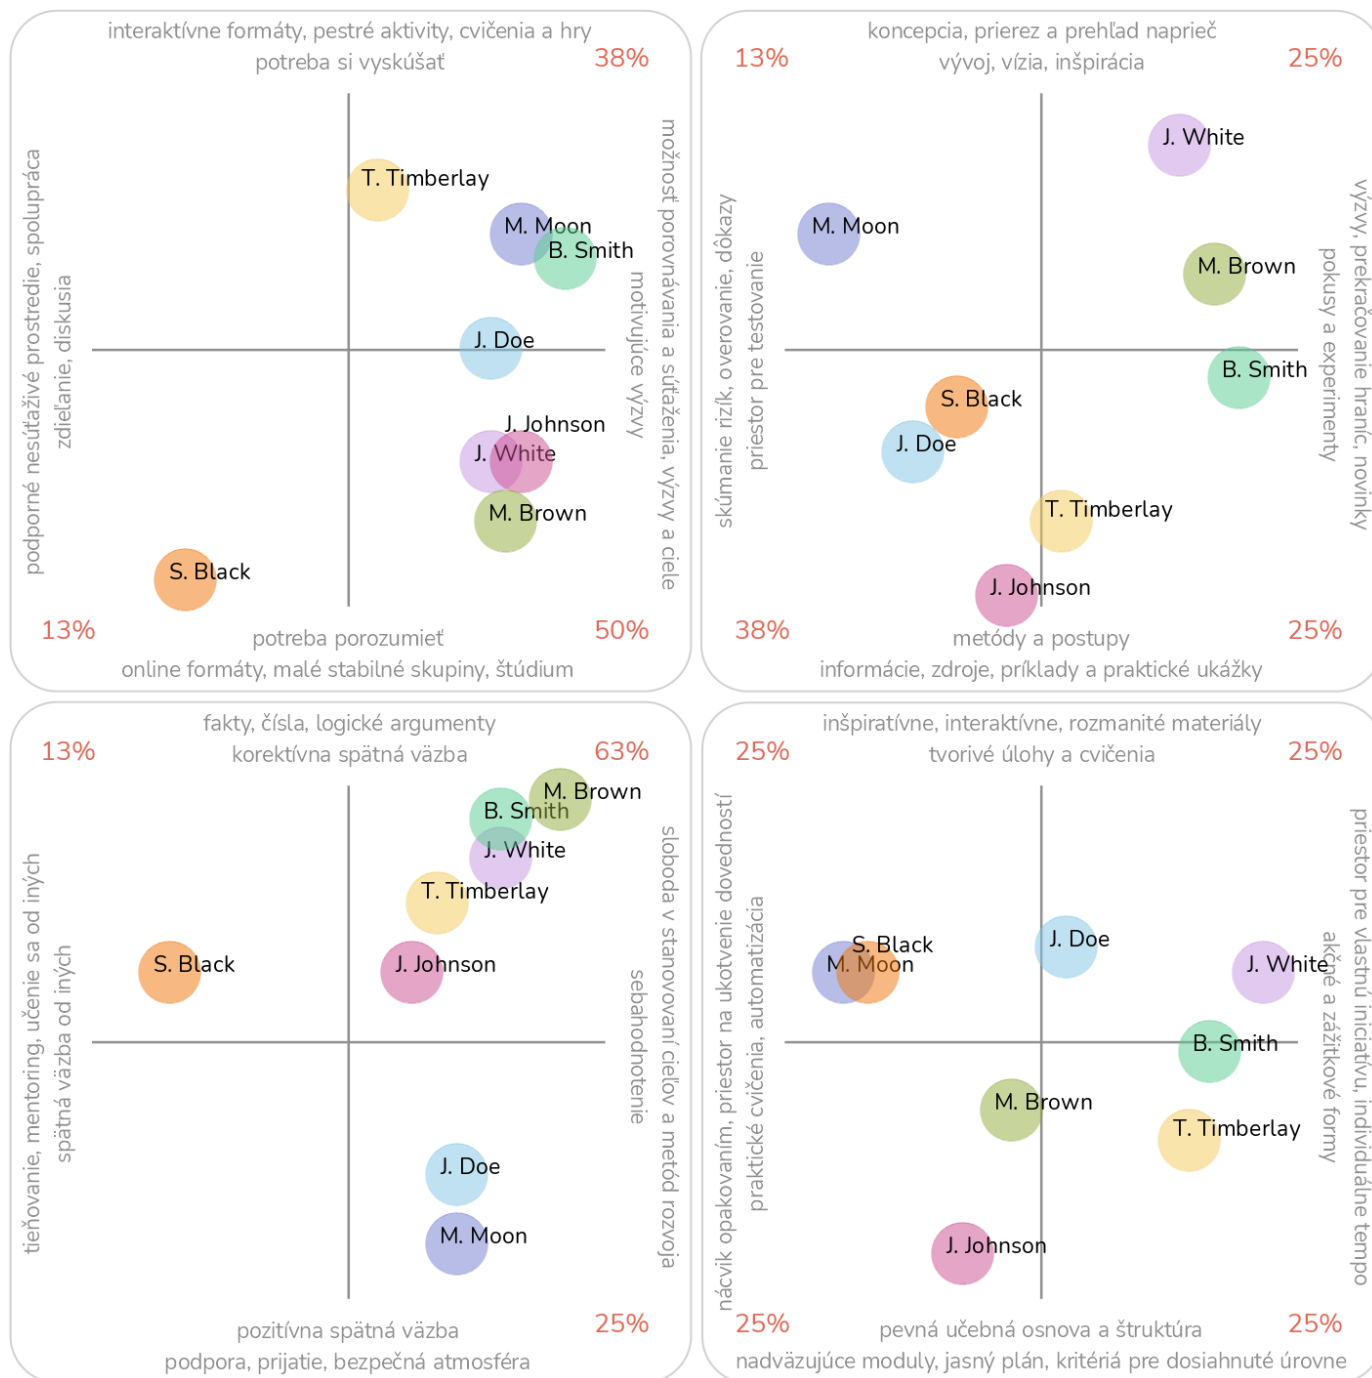 interaktívne formáty, pestré aktivity, cvičenia a hry
potreba si vyskúšať
38%
podporné nesúťaživé prostredie, spolupráca
zdieľanie, diskusia
T. Timberlay
M. Moon
B. Smith
J. Doe
J. Johnson
J. White
M. Brown
S. Black
možnosť porovnávania a súťaženia, výzvy a ciele
motivujúce výzvy
13%
50%
potreba porozumieť
online formáty, malé stabilné skupiny, štúdium
koncepcia, prierez a prehľad naprieč
vývoj, vízia, inšpirácia
13%
25%
skúmanie rizík, overovanie, dôkazy
priestor pre testovanie
J. White
M. Moon
M. Brown
B. Smith
S. Black
J. Doe
T. Timberlay
J. Johnson
výzvy, prekračovanie hraníc, novinky
pokusy a experimenty
38%
25%
metódy a postupy
informácie, zdroje, príklady a praktické ukážky
fakty, čísla, logické argumenty
korektívna spätná väzba
13%
63%
tieňovanie, mentoring, učenie sa od iných
spätná väzba od iných
M. Brown
B. Smith
J. White
T. Timberlay
S. Black
J. Johnson
J. Doe
M. Moon
sloboda v stanovovaní cieľov a metód rozvoja
sebahodnotenie
25%
pozitívna spätná väzba
podpora, prijatie, bezpečná atmosféra
inšpiratívne, interaktívne, rozmanité materiály
tvorivé úlohy a cvičenia
25%
25%
nácvik opakovaním, priestor na ukotvenie dovedností
praktické cvičenia, automatizácia
J. Doe
S. Black
M. Moon
J. White
B. Smith
M. Brown
T. Timberlay
J. Johnson
priestor pre vlastnú iniciatívu, individuálne tempo
akčné a zážitkové formy
25%
25%
pevná učebná osnova a štruktúra
nadväzujúce moduly, jasný plán, kritériá pre dosiahnuté úrovne